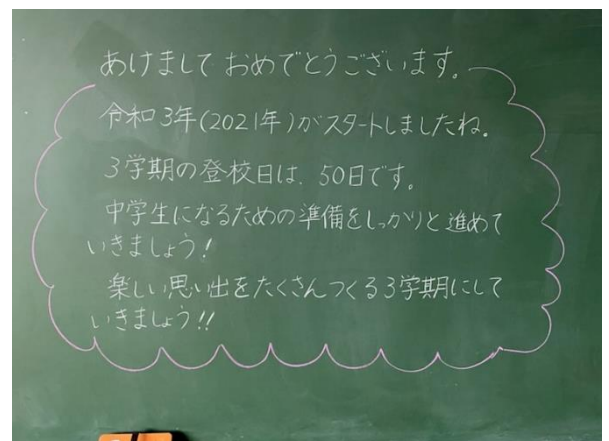 あけましておめでとうございます。
令和3年(2021年)がスタートしましたね。
3学期の登校日は、50日です。
中学生になるための準備をしっかりと進めて
いきましょう!
楽しい思い出をたくさんつくる3学期にして
いきましょう!!